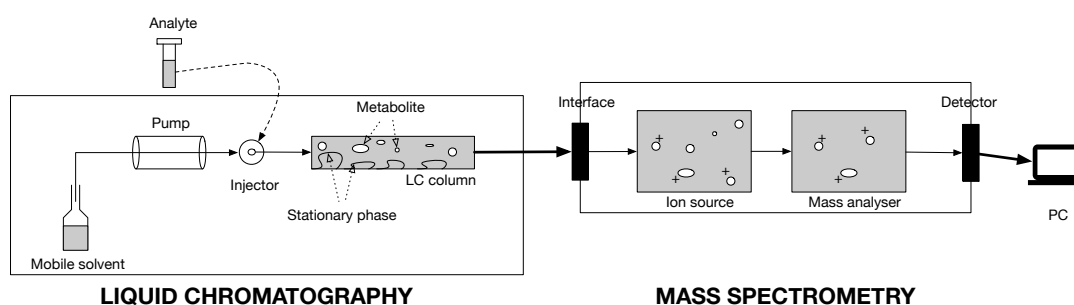 Analyte
Metabolite
Interface
Detector
Pump
Injector
LC column
Stationary phase
Ion source
Mass analyser
PC
Mobile solvent
LIQUID CHROMATOGRAPHY
MASS SPECTROMETRY